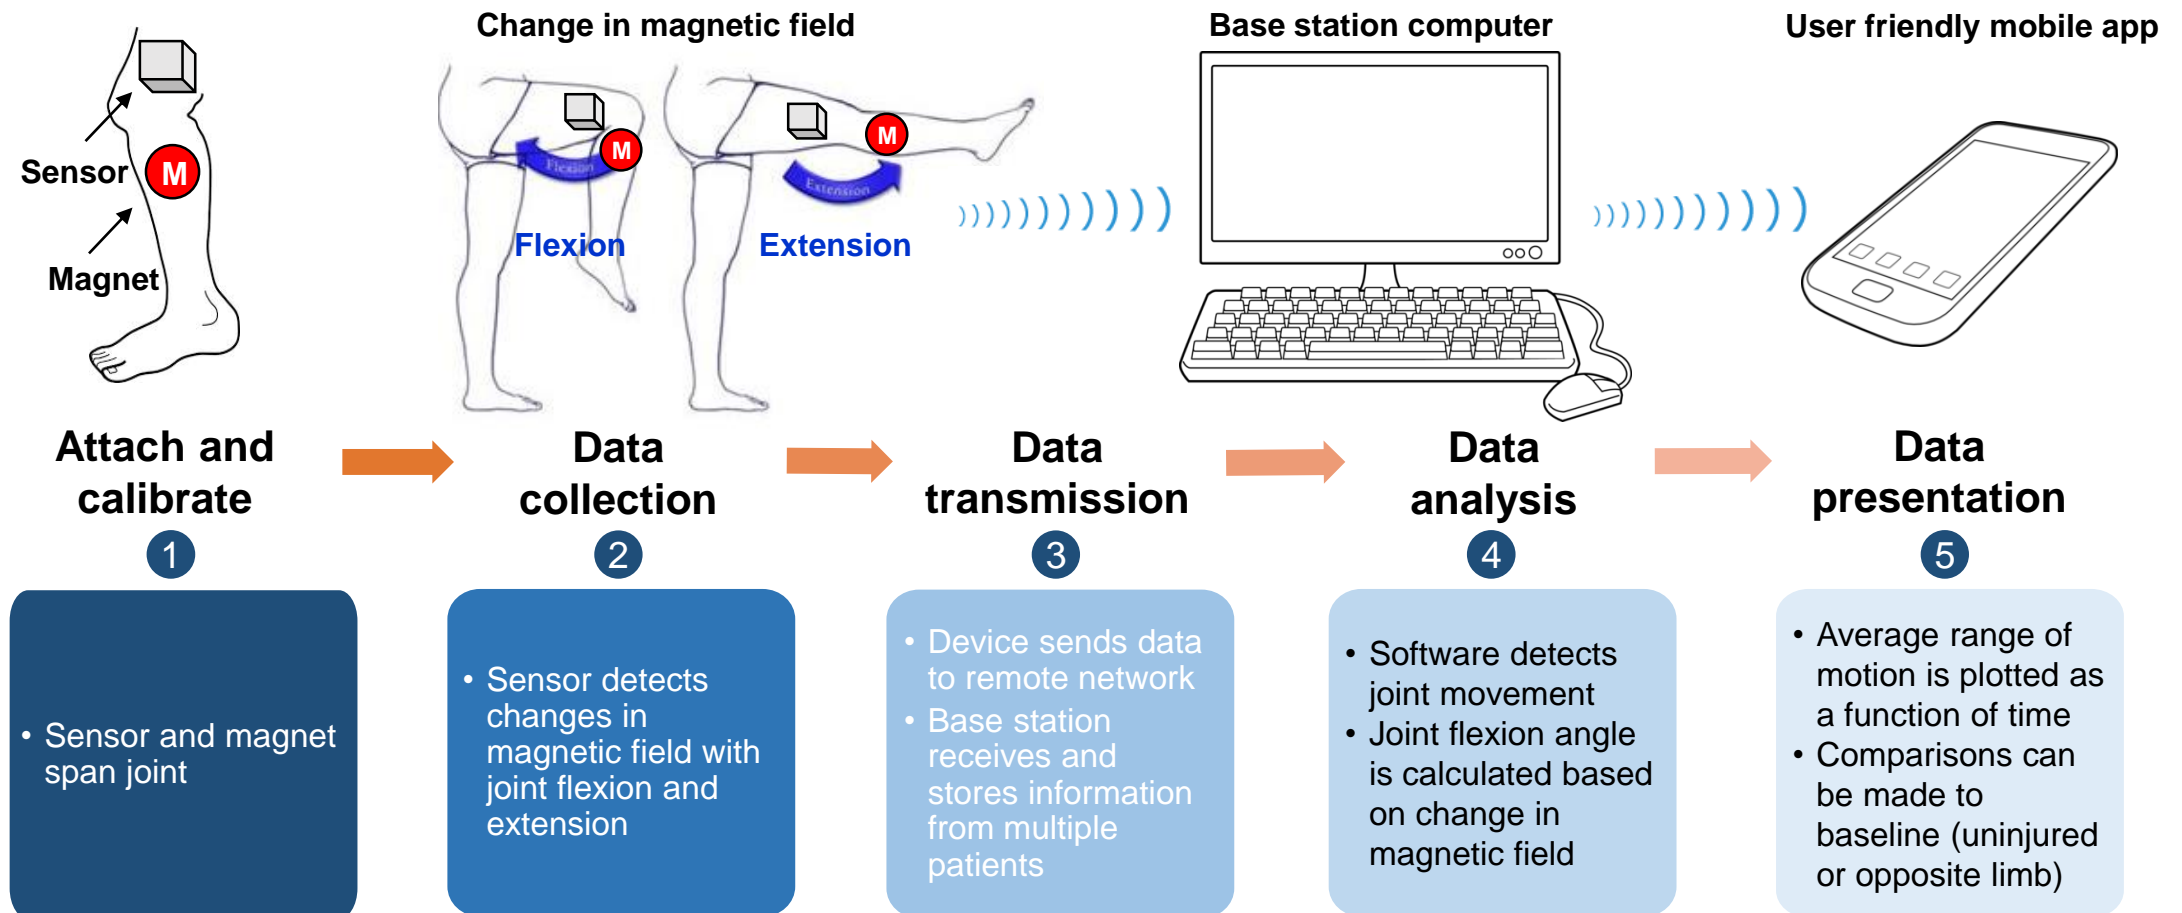 Change in magnetic field
Base station computer
User friendly mobile app
Sensor
M
Magnet
M
Flexion
Flexion
M
Extension
Extension
Attach and
calibrate
1
Data
collection
2
Data
transmission
3
Data
analysis
4
Data
presentation
5
• Sensor and magnet
span joint
• Sensor detects
changes in
magnetic field with
joint flexion and
extension
• Device sends data
to remote network
• Base station
receives and
stores information
from multiple
patients
• Software detects
joint movement
• Joint flexion angle
is calculated based
on change in
magnetic field
• Average range of
motion is plotted as
a function of time
• Comparisons can
be made to
baseline (uninjured
or opposite limb)